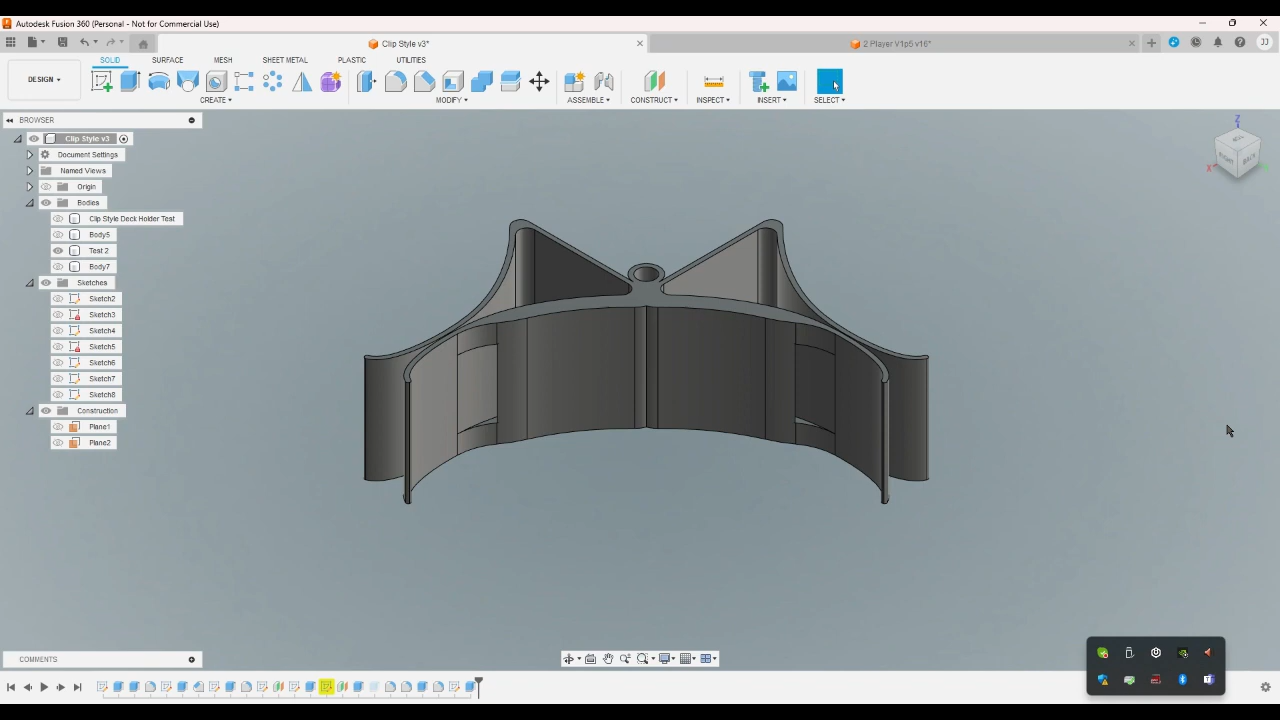 Autodesk Fusion 360 (Personal - Not for Commercial Use)
Clip Style v3*
2 Player V1p5 v16*
JJ
DESIGN
SOLID
SURFACE
MESH
SHEET METAL
PLASTIC
UTILITIES
CREATE
MODIFY
ASSEMBLE
CONSTRUCT
INSPECT
INSERT
SELECT
BROWSER
Clip Style v3
Document Settings
Named Views
Origin
Bodies
Clip Style Deck Holder Test
Body5
Test 2
Body7
Sketches
Sketch2
Sketch3
Sketch4
Sketch5
Sketch6
Sketch7
Sketch8
Construction
Plane1
Plane2
Z
RIGHT
BACK
X
COMMENTS